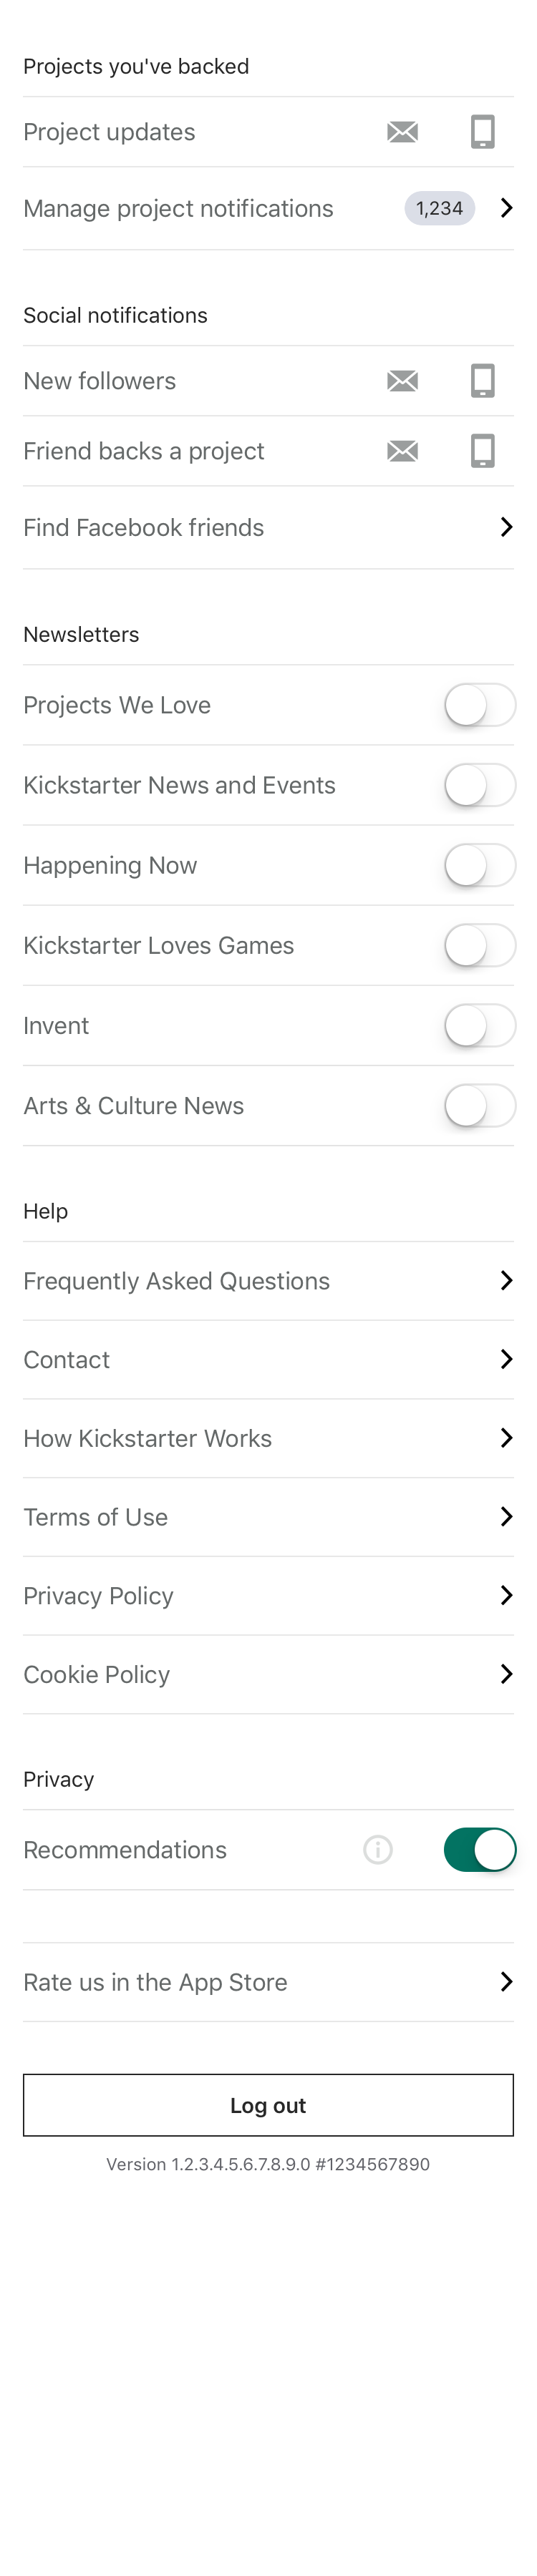 Projects you've backed
Project updates
Manage project notifications 1,234
Social notifications
New followers
Friend backs a project
Find Facebook friends
Newsletters
Projects We Love
Kickstarter News and Events
Happening Now
Kickstarter Loves Games
Invent
Arts & Culture News
Help
Frequently Asked Questions
Contact
How Kickstarter Works
Terms of Use
Privacy Policy
Cookie Policy
Privacy
Recommendations
Rate us in the App Store
Log out
Version 1.2.3.4.5.6.7.8.9.0 #1234567890